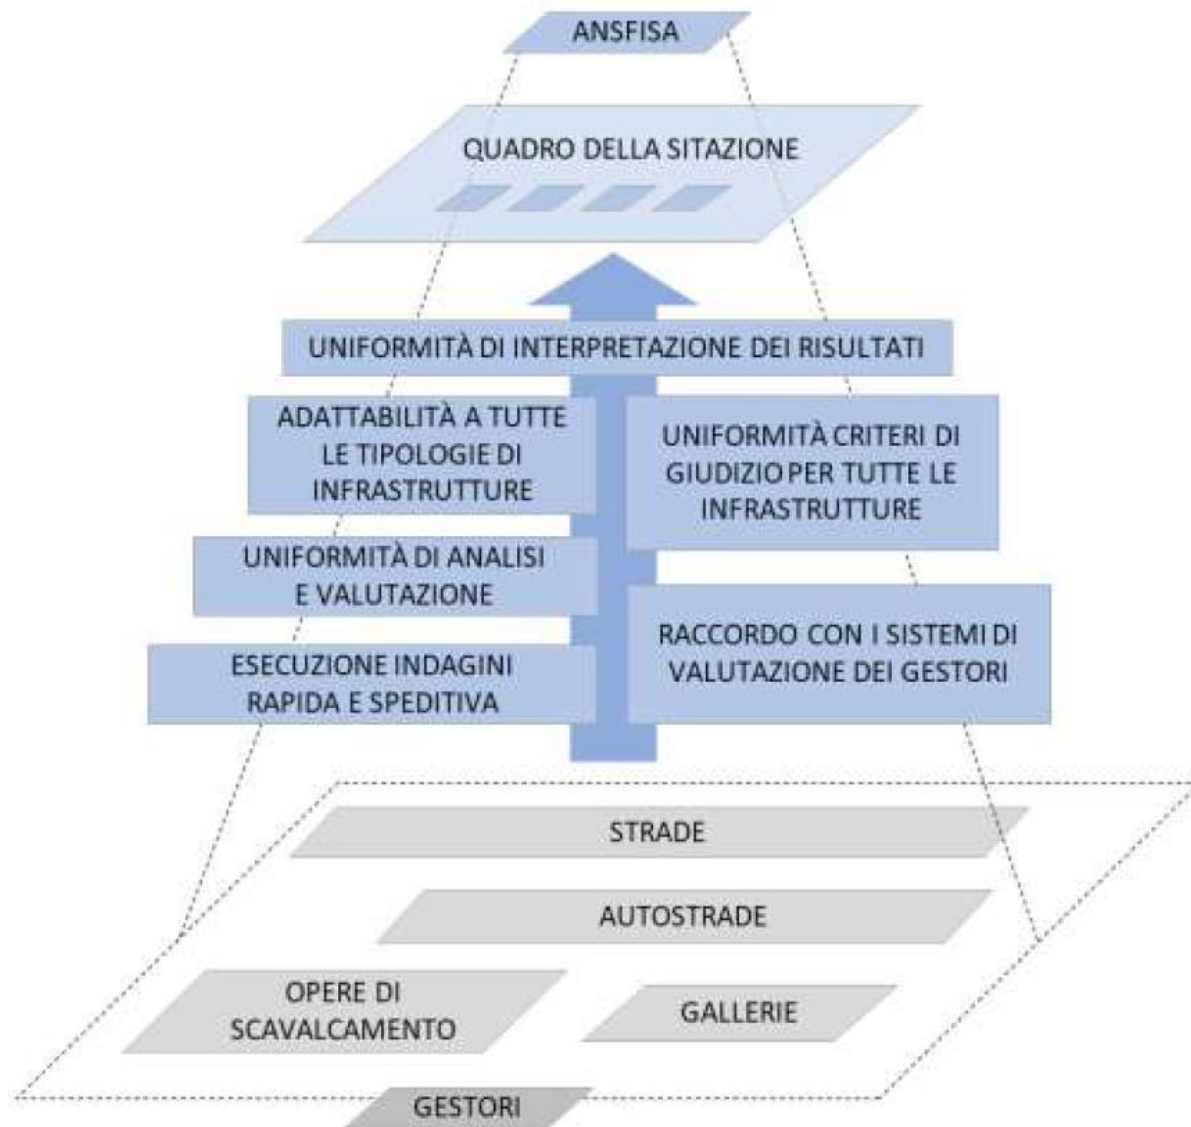 ANSFISA
QUADRO DELLA SITAZIONE
UNIFORMITÀ DI INTERPRETAZIONE DEI RISULTATI
ADATTABILITÀ A TUTTE
LE TIPOLOGIE DI
INFRASTRUTTURE
UNIFORMITÀ CRITERI DI
GIUDIZIO PER TUTTE LE
INFRASTRUTTURE
UNIFORMITÀ DI ANALISI
E VALUTAZIONE
RACCORDO CON I SISTEMI DI
VALUTAZIONE DEI GESTORI
ESECUZIONE INDAGINI
RAPIDA E SPEDITIVA
STRADE
AUTOSTRADE
OPERE DI
SCAVALCAMENTO
GALLERIE
GESTORI